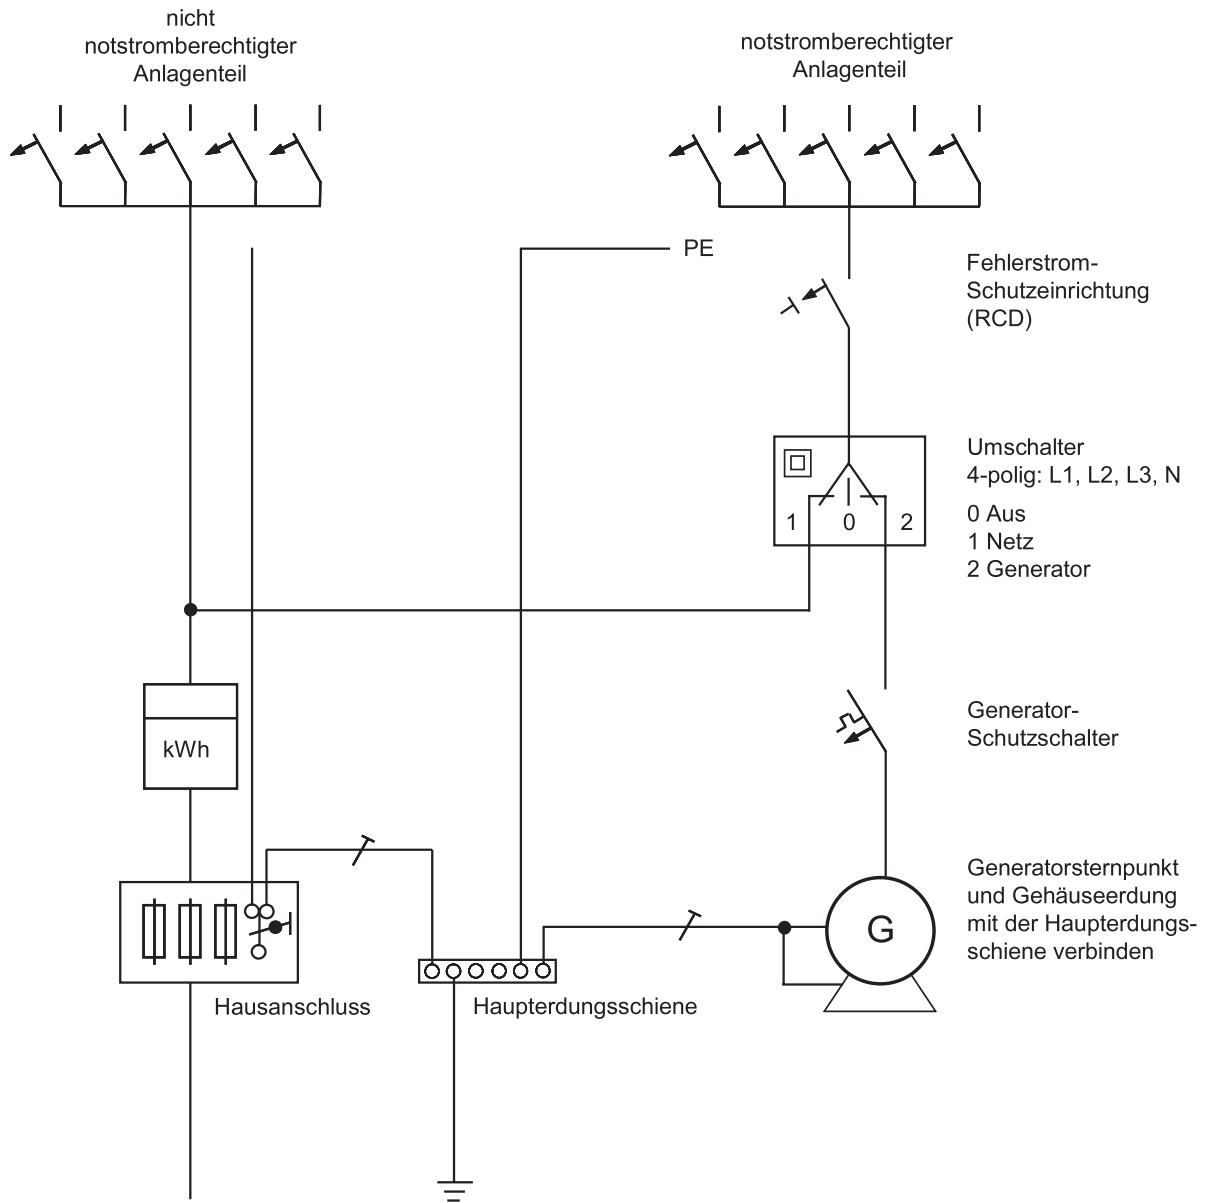 nicht
notstromberechtigter
Anlagenteil
notstromberechtigter
Anlagenteil
PE
Fehlerstrom-
Schutzeinrichtung
(RCD)
Umschalter
4-polig: L1, L2, L3, N
0 Aus
1 Netz
2 Generator
1 0 2
kWh
Generator-
Schutzschalter
Generatorsternpunkt
und Gehäuseerdung
mit der Haupterdungs-
schiene verbinden
G
Hausanschluss
Haupterdungsschiene